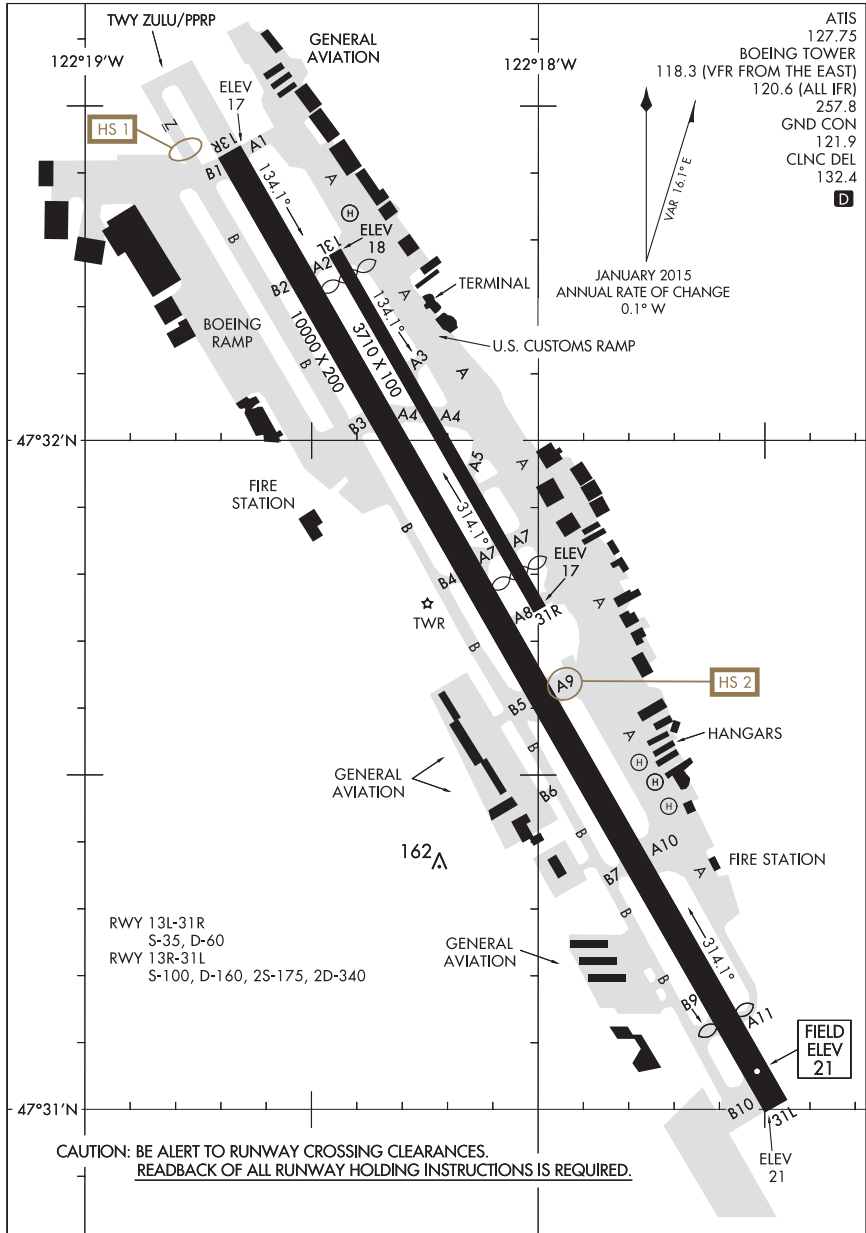 TWY ZULU/PPRP
GENERAL
AVIATION
122°19'W
122°18'W
ATIS
127.75
BOEING TOWER
118.3 (VFR FROM THE EAST)
120.6 (ALL IFR)
257.8
GND CON
121.9
CLNC DEL
132.4
D
ELEV
17
HS 1
Z
13R
A1
B1
134.1°
A
H
VAR 16.1° E
JANUARY 2015
ANNUAL RATE OF CHANGE
0.1° W
B
13L
ELEV
18
A2
B2
A
TERMINAL
134.1°
BOEING
RAMP
10000 X 200
3710 X 100
U.S. CUSTOMS RAMP
B
A3
A
A4
A4
B3
47°32'N
A5
A
FIRE
STATION
314.1°
B
A7
A7
ELEV
17
B4
TWR
A8
31R
A
B
A9
HS 2
B5
A
HANGARS
B
H
H
H
GENERAL
AVIATION
B6
B
A10
162
FIRE STATION
B7
A
B
RWY 13L-31R
S-35, D-60
RWY 13R-31L
S-100, D-160, 2S-175, 2D-340
GENERAL
AVIATION
314.1°
B
B9
A11
FIELD
ELEV
21
47°31'N
B10
31L
ELEV
21
CAUTION: BE ALERT TO RUNWAY CROSSING CLEARANCES.
READBACK OF ALL RUNWAY HOLDING INSTRUCTIONS IS REQUIRED.